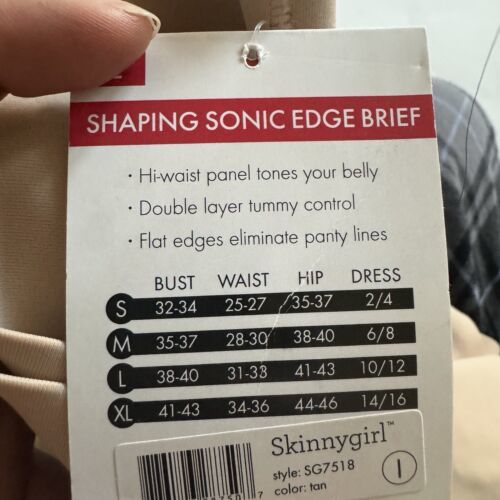 SHAPING SONIC EDGE BRIEF
· Hi-waist panel tones your belly
· Double layer tummy control
· Flat edges eliminate panty lines
BUST WAIST HIP DRESS
S 32-34 25-27 35-37 2/4
M 35-37 28-30 38-40 6/8
L 38-40 31-33 41-43 10/12
XL 41-43 34-36 44-46 14/16
Skinnygirl™
style: SG7518
color: tan
7